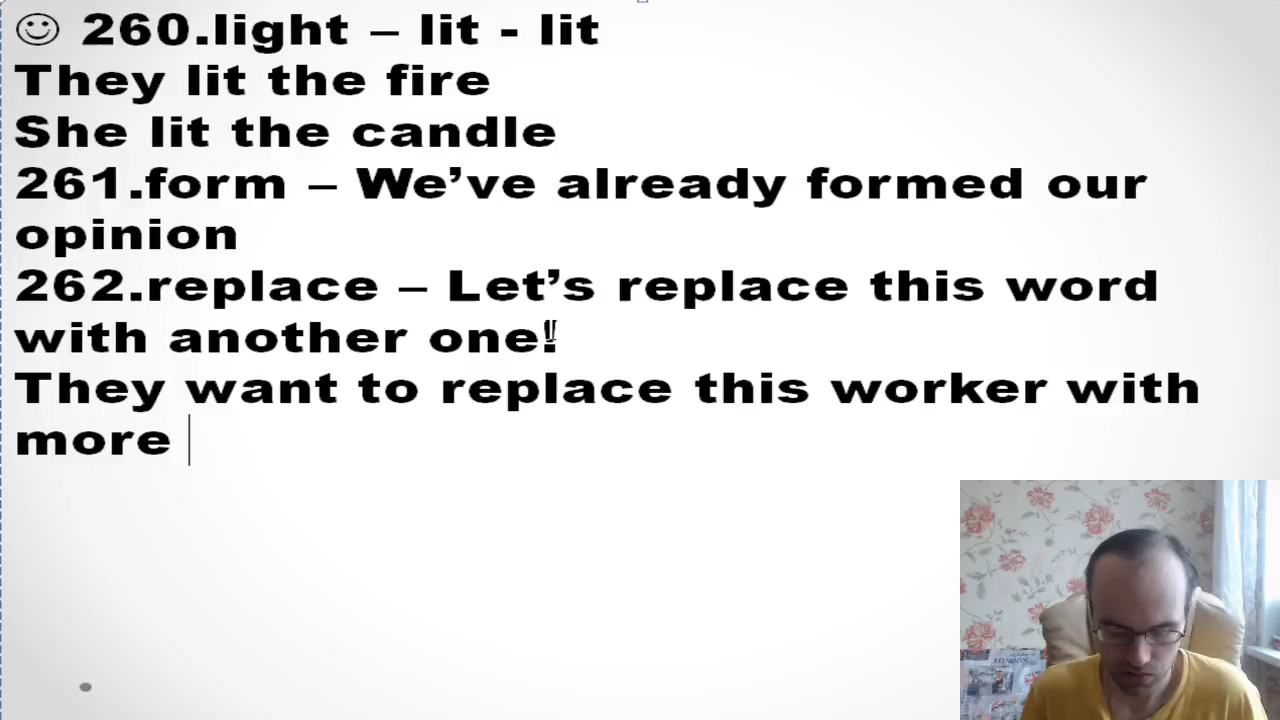 ☺ 260.light – lit - lit
They lit the fire
She lit the candle
261.form – We’ve already formed our
opinion
262.replace – Let’s replace this word
with another one!
They want to replace this worker with
more